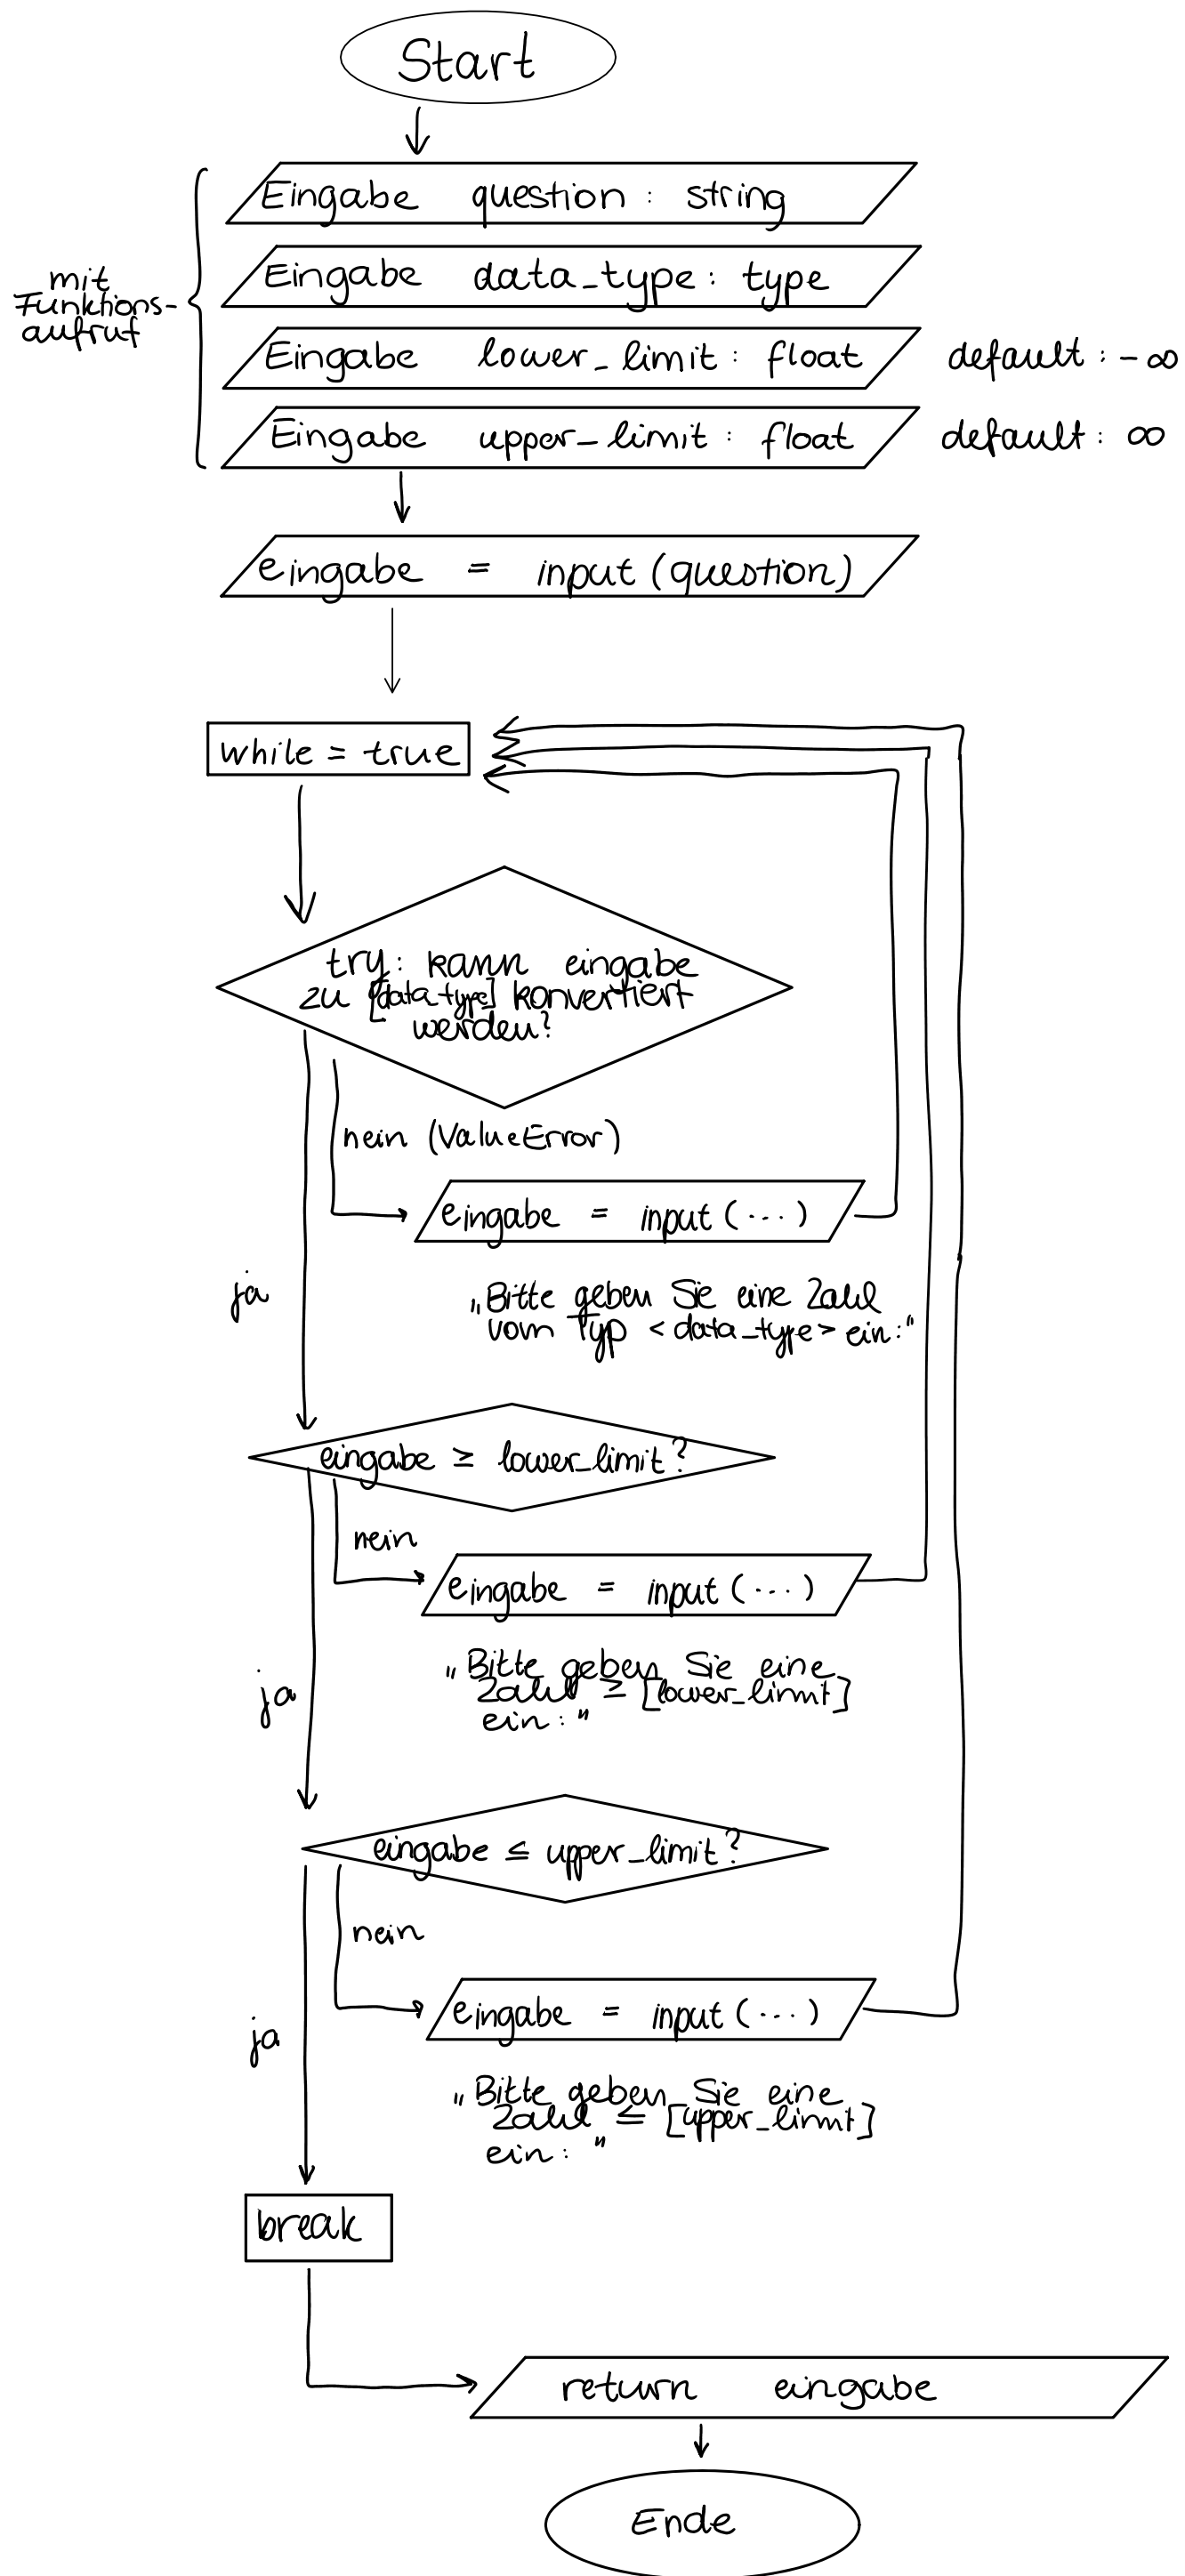 Start
Eingabe question : string
mit
Funktions-
aufruf
Eingabe data_type : type
Eingabe lower_limit : float default : - ∞
Eingabe upper_limit : float default : ∞
eingabe = input (question)
while = true
try: kann eingabe
zu [data_type] konvertiert
werden?
nein (ValueError)
eingabe = input (...)
ja
„Bitte geben Sie eine Zahl
vom Typ < data_type > ein:"
eingabe ≥ lower_limit?
nein
eingabe = input (...)
ja
„Bitte geben Sie eine
Zahl ≥ [lower_limit]
ein : "
eingabe ≤ upper_limit?
nein
eingabe = input (...)
ja
„Bitte geben Sie eine
Zahl ≤ [upper_limit]
ein : "
break
return eingabe
Ende